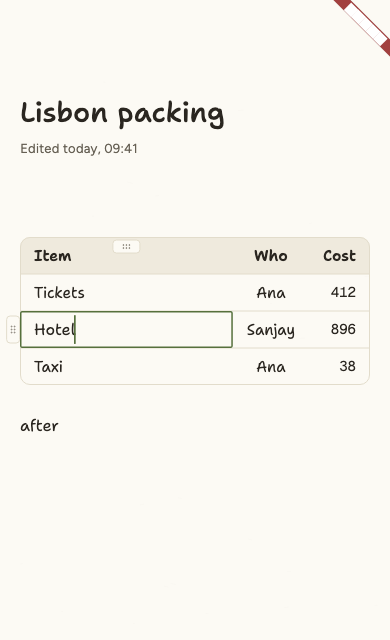 Lisbon packing
Edited today, 09:41
Item Who Cost
Tickets Ana 412
Hotel Sanjay 896
Taxi Ana 38
after